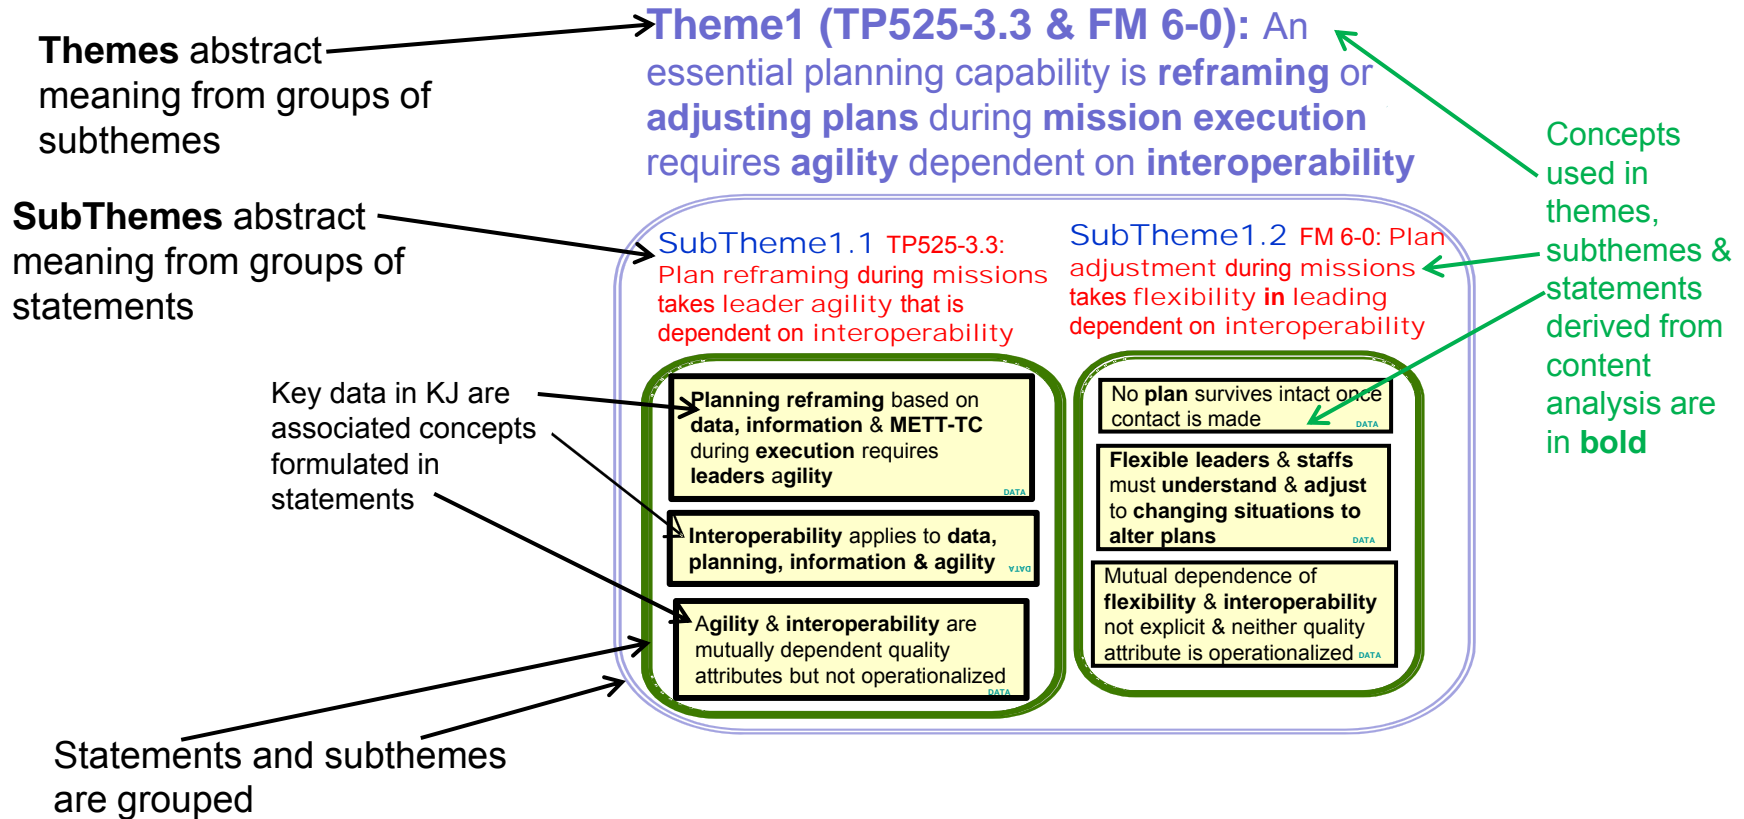 Themes abstract
meaning from groups of
subthemes
Theme1 (TP525-3.3 & FM 6-0): An
essential planning capability is reframing or
adjusting plans during mission execution
requires agility dependent on interoperability
SubThemes abstract
meaning from groups of
statements
SubTheme1.1 TP525-3.3:
Plan reframing during missions
takes leader agility that is
dependent on interoperability
SubTheme1.2 FM 6-0: Plan
adjustment during missions
takes flexibility in leading
dependent on interoperability
Concepts
used in
themes,
subthemes &
statements
derived from
content
analysis are
in bold
Key data in KJ are
associated concepts
formulated in
statements
Planning reframing based on
data, information & METT-TC
during execution requires
leaders agility
DATA
Interoperability applies to data,
planning, information & agility
DATA
Agility & interoperability are
mutually dependent quality
attributes but not operationalized
DATA
No plan survives intact once
contact is made
DATA
Flexible leaders & staffs
must understand & adjust
to changing situations to
alter plans
DATA
Mutual dependence of
flexibility & interoperability
not explicit & neither quality
attribute is operationalized
DATA
Statements and subthemes
are grouped